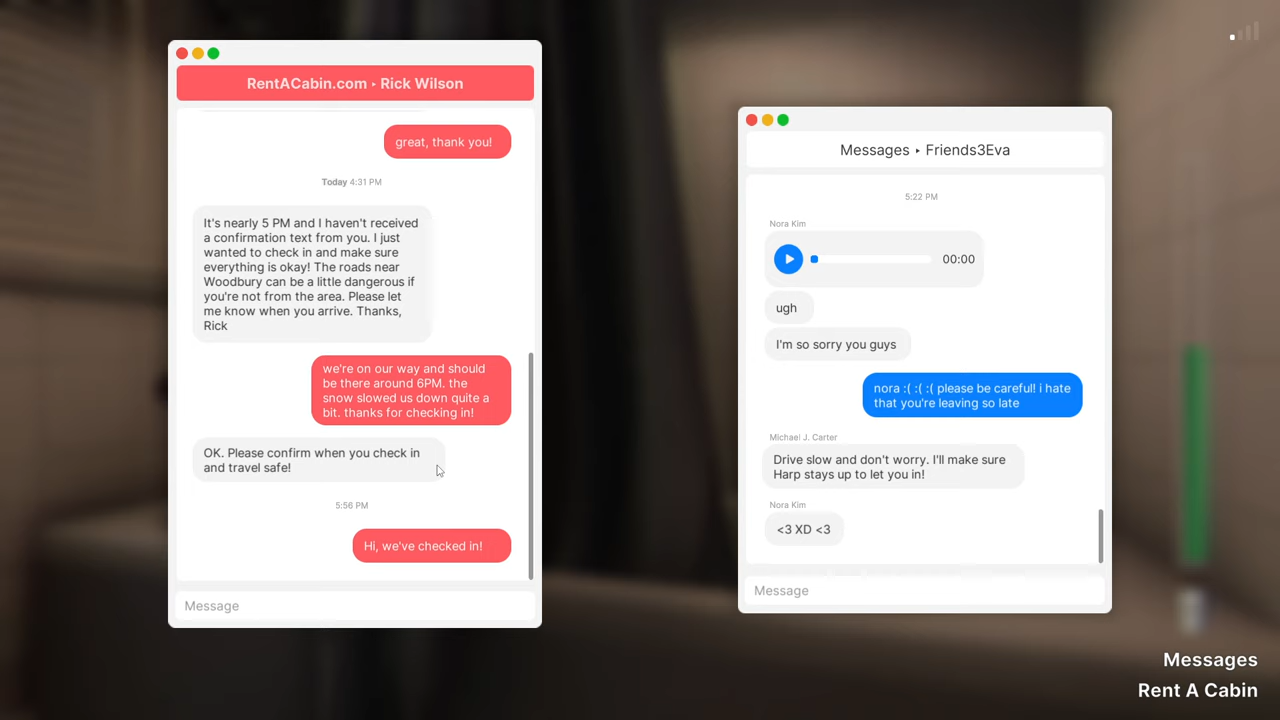 RentACabin.com ▸ Rick Wilson
great, thank you!
Today 4:31 PM
It's nearly 5 PM and I haven't received
a confirmation text from you. I just
wanted to check in and make sure
everything is okay! The roads near
Woodbury can be a little dangerous if
you're not from the area. Please let
me know when you arrive. Thanks,
Rick
we're on our way and should
be there around 6PM. the
snow slowed us down quite a
bit. thanks for checking in!
OK. Please confirm when you check in
and travel safe!
5:56 PM
Hi, we've checked in!
Message
Messages ▸ Friends3Eva
5:22 PM
Nora Kim
00:00
ugh
I'm so sorry you guys
nora :( :( :( please be careful! i hate
that you're leaving so late
Michael J. Carter
Drive slow and don't worry. I'll make sure
Harp stays up to let you in!
Nora Kim
<3 XD <3
Message
Messages
Rent A Cabin